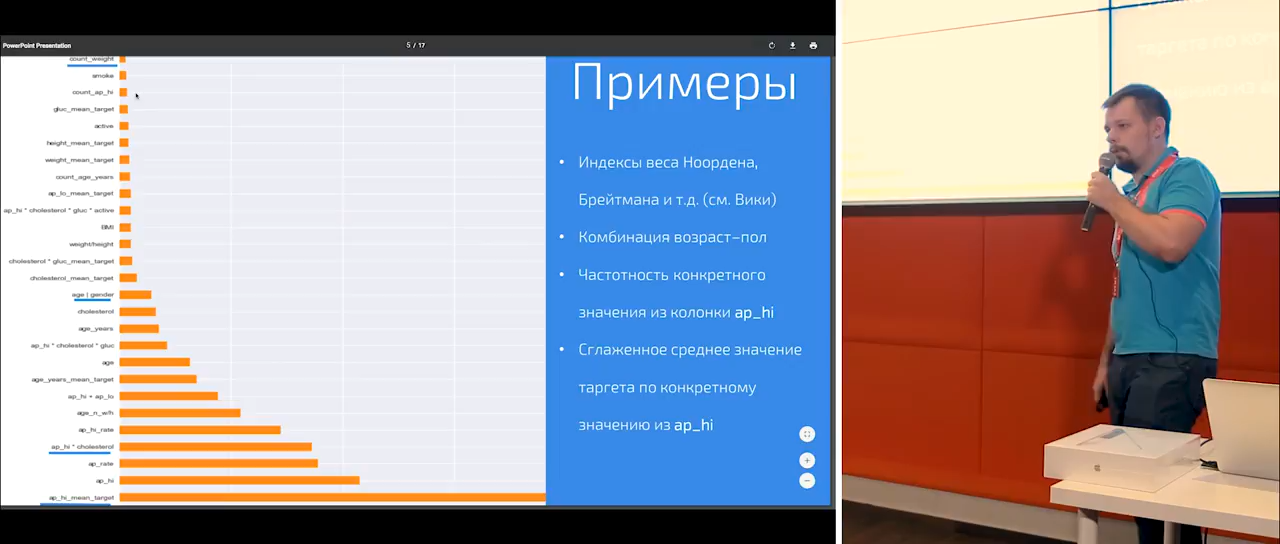 PowerPoint Presentation
5 / 17
count_weight
smoke
count_ap_hi
gluc_mean_target
active
height_mean_target
weight_mean_target
count_age_years
ap_lo_mean_target
ap_hi * cholesterol * gluc * active
BMI
weight/height
cholesterol * gluc_mean_target
cholesterol_mean_target
age | gender
cholesterol
age_years
ap_hi * cholesterol * gluc
age
age_years_mean_target
ap_hi + ap_lo
age_n_w/h
ap_hi_rate
ap_hi * cholesterol
ap_rate
ap_hi
ap_hi_mean_target
Примеры
• Индексы веса Ноордена,
Брейтмана и т.д. (см. Вики)
• Комбинация возраст–пол
• Частотность конкретного
значения из колонки ap_hi
• Сглаженное среднее значение
таргета по конкретному
значению из ap_hi